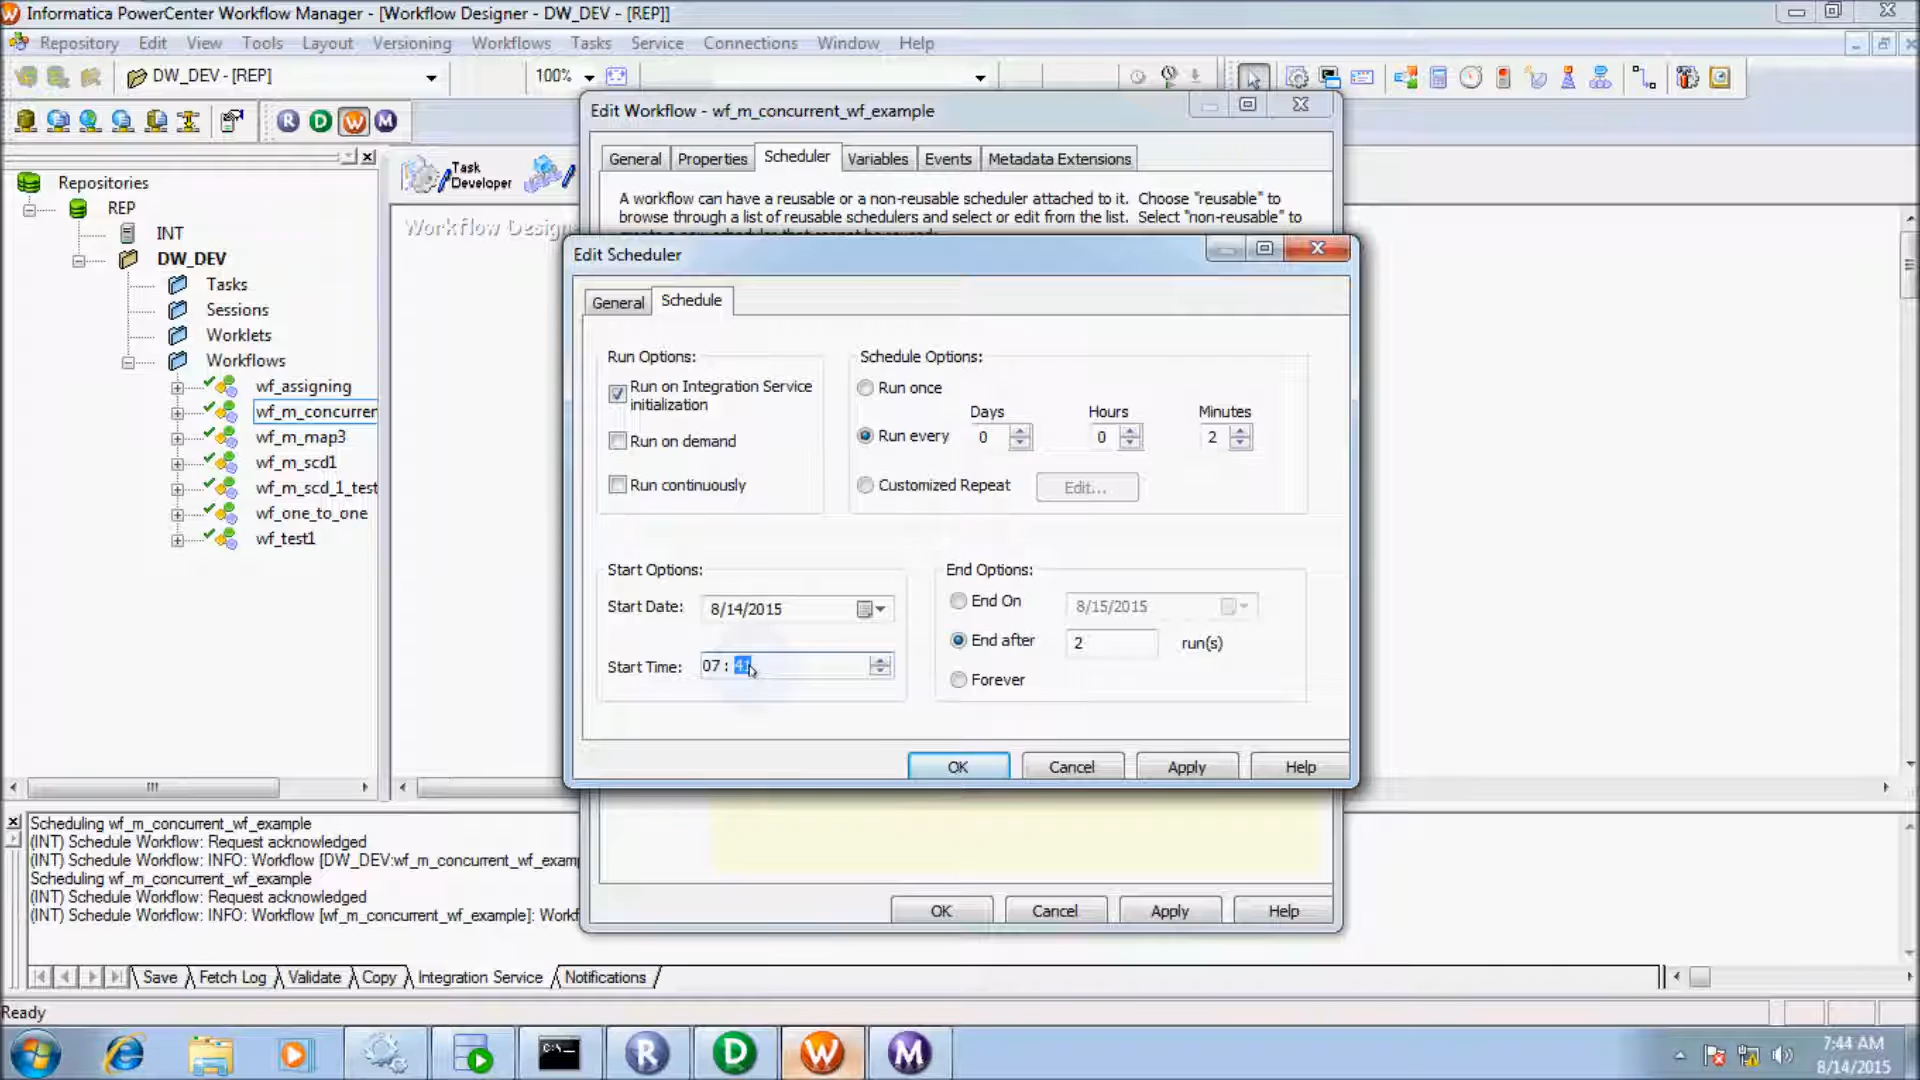 Informatica PowerCenter Workflow Manager - [Workflow Designer - DW_DEV - [REP]]
Repository Edit View Tools Layout Versioning Workflows Tasks Service Connections Window Help
DW_DEV - [REP]
100%
R D W M
Repositories
REP
INT
DW_DEV
Tasks
Sessions
Worklets
Workflows
wf_assigning
wf_m_concurren
wf_m_map3
wf_m_scd1
wf_m_scd_1_test
wf_one_to_one
wf_test1
Task
Developer
Workflow Design
Edit Workflow - wf_m_concurrent_wf_example
General Properties Scheduler Variables Events Metadata Extensions
A workflow can have a reusable or a non-reusable scheduler attached to it. Choose "reusable" to
browse through a list of reusable schedulers and select or edit from the list. Select "non-reusable" to
Edit Scheduler
General Schedule
Run Options:
Run on Integration Service
initialization
Run on demand
Run continuously
Schedule Options:
Run once
Days Hours Minutes
Run every 0 0 2
Customized Repeat Edit...
Start Options:
Start Date: 8/14/2015
Start Time: 07 : 41
End Options:
End On 8/15/2015
End after 2 run(s)
Forever
OK Cancel Apply Help
OK Cancel Apply Help
Scheduling wf_m_concurrent_wf_example
(INT) Schedule Workflow: Request acknowledged
(INT) Schedule Workflow: INFO: Workflow [DW_DEV:wf_m_concurrent_wf_exam
Scheduling wf_m_concurrent_wf_example
(INT) Schedule Workflow: Request acknowledged
(INT) Schedule Workflow: INFO: Workflow [wf_m_concurrent_wf_example]: Workf
Save Fetch Log Validate Copy Integration Service Notifications
Ready
C:\
R D W M
7:44 AM
8/14/2015